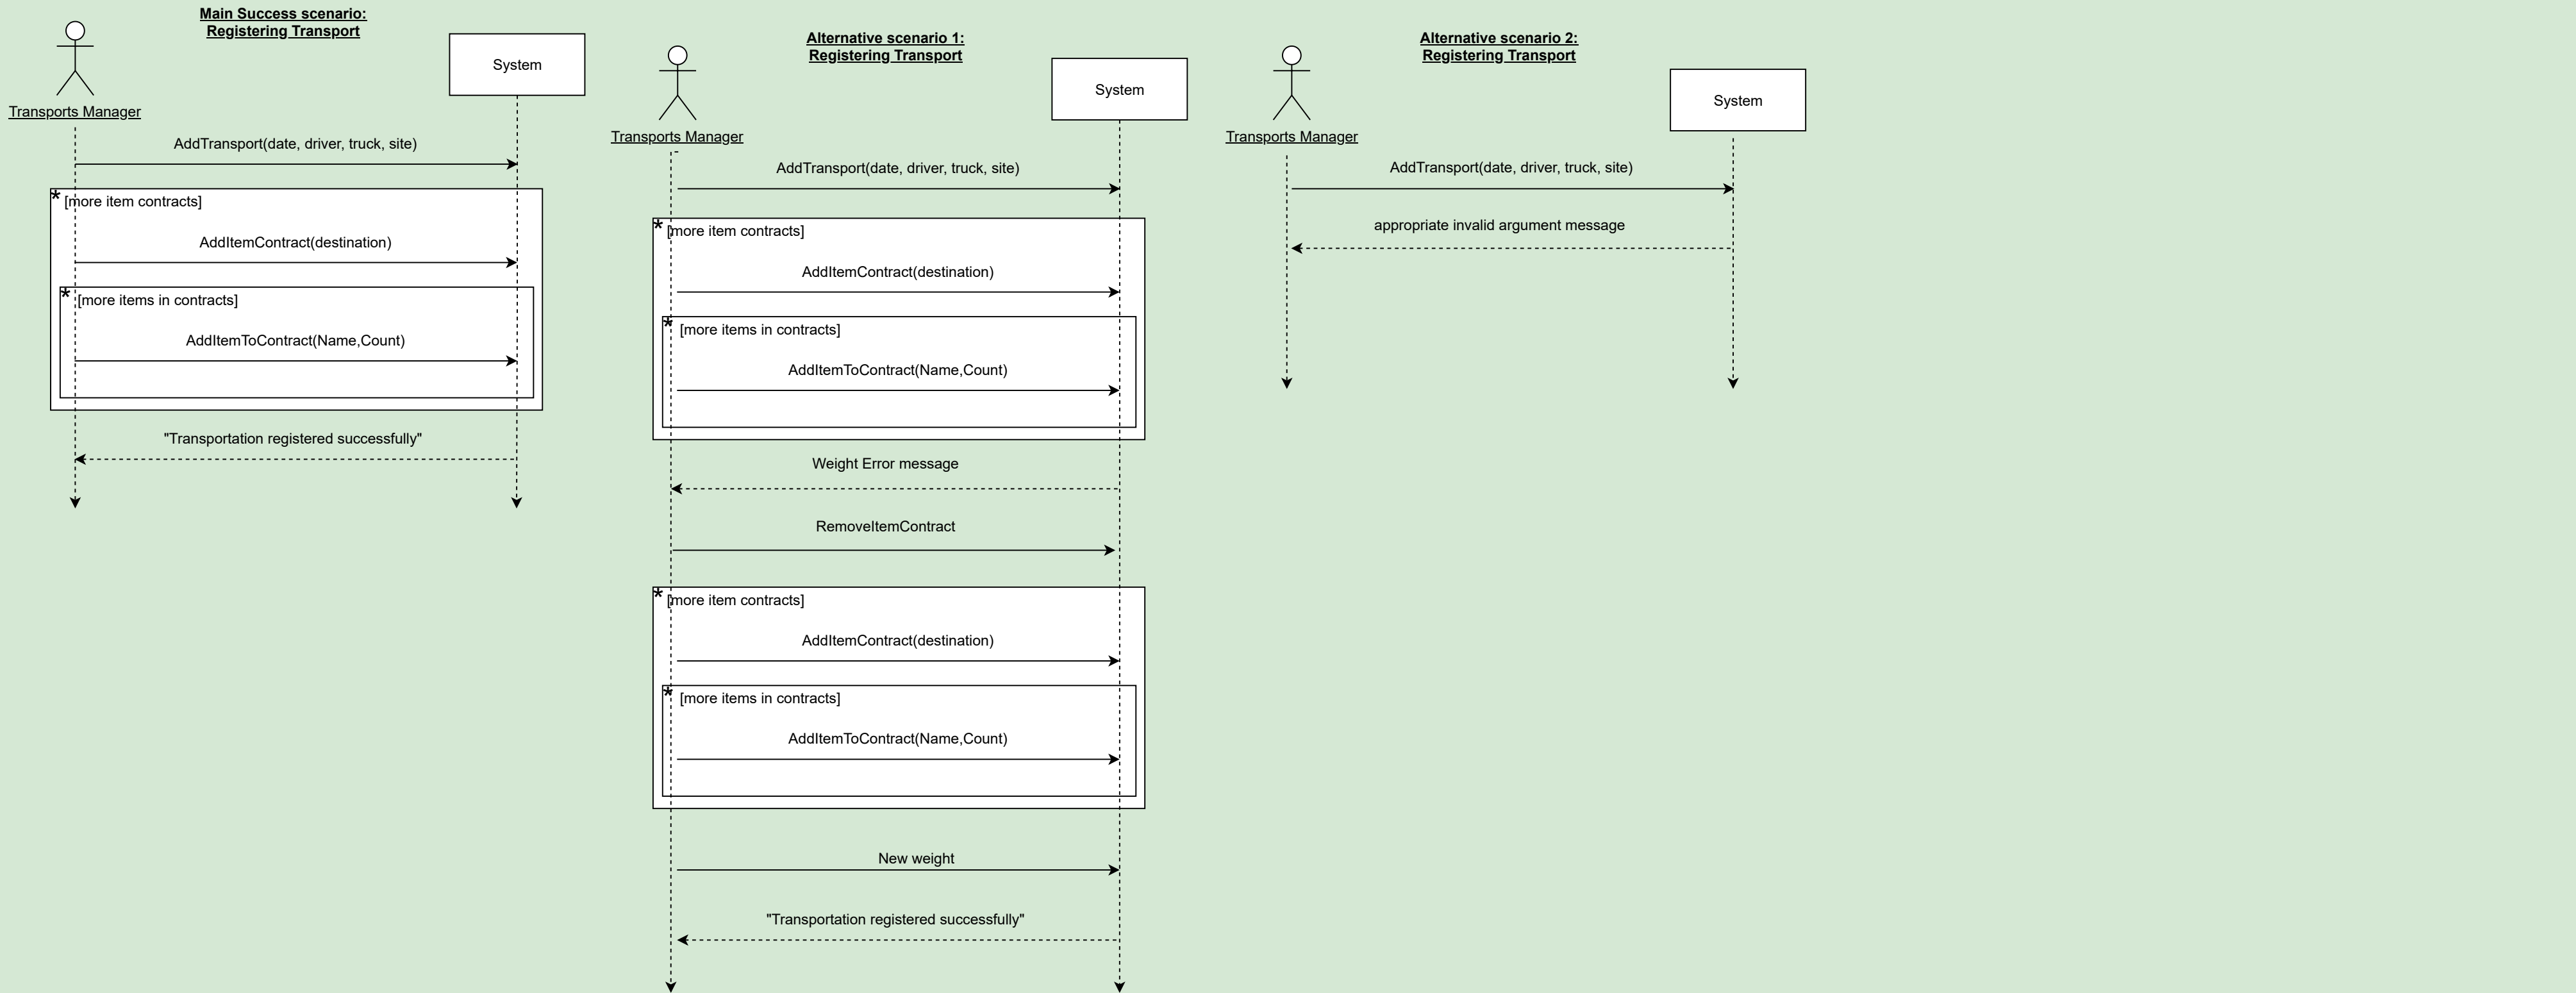 Main Success scenario:
Registering Transport
System
Transports Manager
AddTransport(date, driver, truck, site)
* [more item contracts]
AddItemContract(destination)
* [more items in contracts]
AddItemToContract(Name,Count)
"Transportation registered successfully"
Alternative scenario 1:
Registering Transport
System
Transports Manager
AddTransport(date, driver, truck, site)
* [more item contracts]
AddItemContract(destination)
* [more items in contracts]
AddItemToContract(Name,Count)
Weight Error message
RemoveItemContract
* [more item contracts]
AddItemContract(destination)
* [more items in contracts]
AddItemToContract(Name,Count)
New weight
"Transportation registered successfully"
Alternative scenario 2:
Registering Transport
System
Transports Manager
AddTransport(date, driver, truck, site)
appropriate invalid argument message